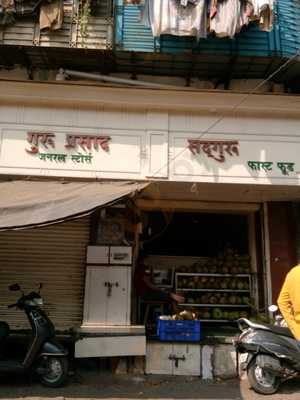 गुरू प्रसाद
जनरल स्टोर्स
सद्गुरू
फास्ट फूड